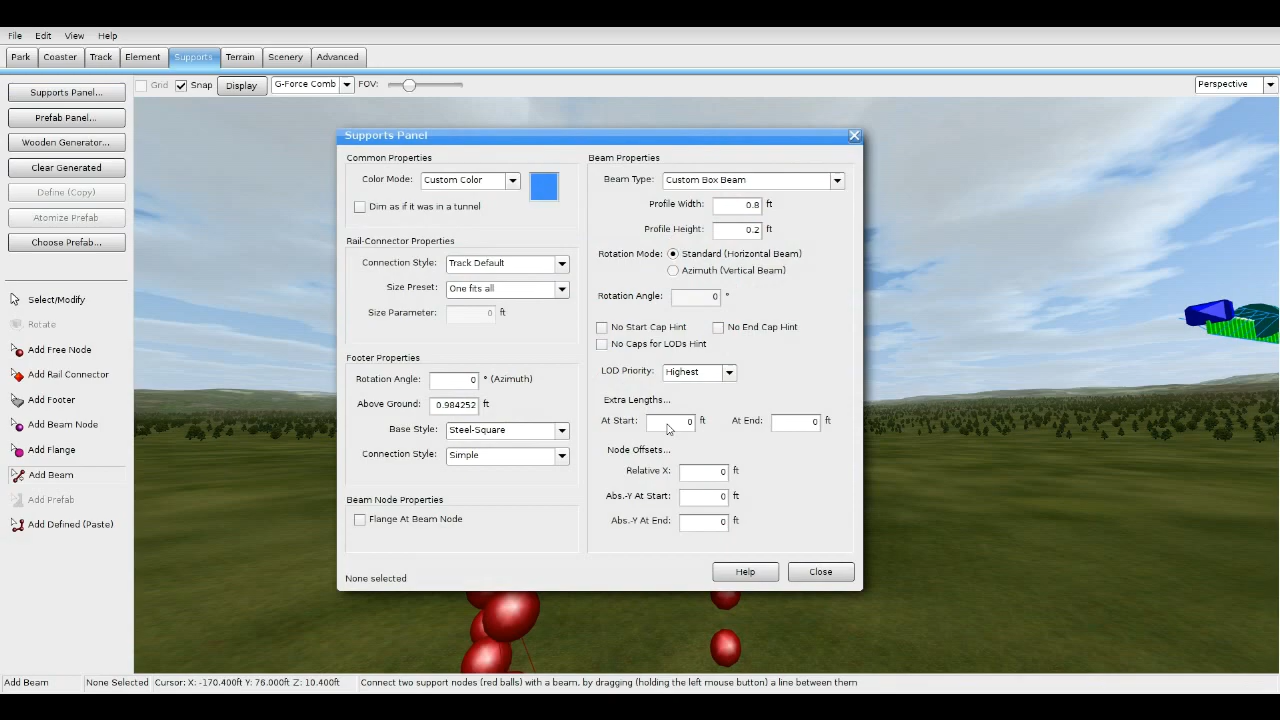 File Edit View Help
Park Coaster Track Element Supports Terrain Scenery Advanced
Supports Panel... Grid Snap Display G-Force Comb FOV: Perspective
Prefab Panel...
Wooden Generator...
Clear Generated
Define (Copy)
Atomize Prefab
Choose Prefab...
Select/Modify
Rotate
Add Free Node
Add Rail Connector
Add Footer
Add Beam Node
Add Flange
Add Beam
Add Prefab
Add Defined (Paste)
Supports Panel
Common Properties
Color Mode: Custom Color
Dim as if it was in a tunnel
Rail-Connector Properties
Connection Style: Track Default
Size Preset: One fits all
Size Parameter: 0 ft
Footer Properties
Rotation Angle: 0 ° (Azimuth)
Above Ground: 0.984252 ft
Base Style: Steel-Square
Connection Style: Simple
Beam Node Properties
Flange At Beam Node
None selected
Beam Properties
Beam Type: Custom Box Beam
Profile Width: 0.8 ft
Profile Height: 0.2 ft
Rotation Mode: Standard (Horizontal Beam)
Azimuth (Vertical Beam)
Rotation Angle: 0 °
No Start Cap Hint No End Cap Hint
No Caps for LODs Hint
LOD Priority: Highest
Extra Lengths...
At Start: 0 ft At End: 0 ft
Node Offsets...
Relative X: 0 ft
Abs.-Y At Start: 0 ft
Abs.-Y At End: 0 ft
Help Close
Add Beam None Selected Cursor: X: -170.400ft Y: 76.000ft Z: 10.400ft Connect two support nodes (red balls) with a beam, by dragging (holding the left mouse button) a line between them